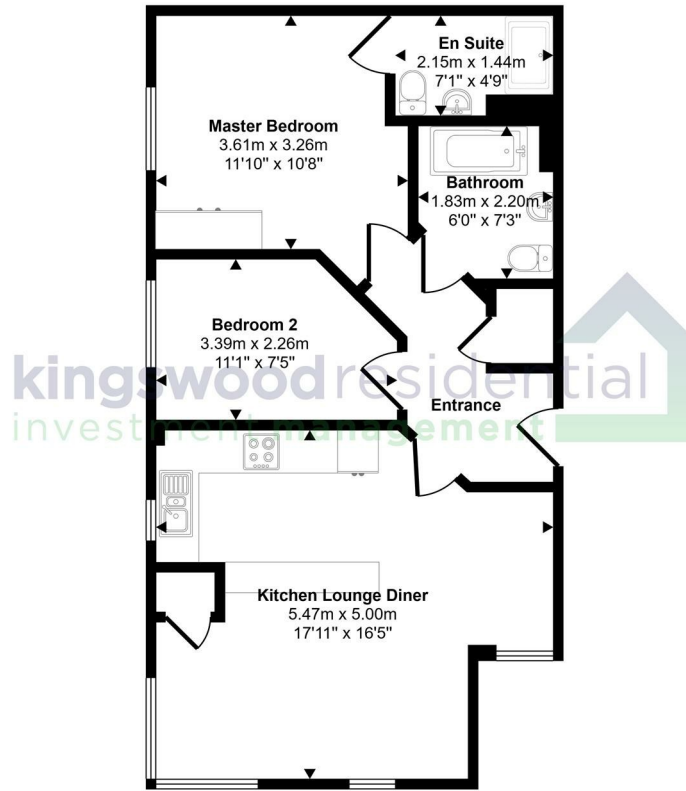 En Suite
2.15m x 1.44m
7'1" x 4'9"
Master Bedroom
3.61m x 3.26m
11'10" x 10'8"
Bathroom
1.83m x 2.20m
6'0" x 7'3"
Bedroom 2
3.39m x 2.26m
11'1" x 7'5"
kingswood residential
investment management
Entrance
Kitchen Lounge Diner
5.47m x 5.00m
17'11" x 16'5"